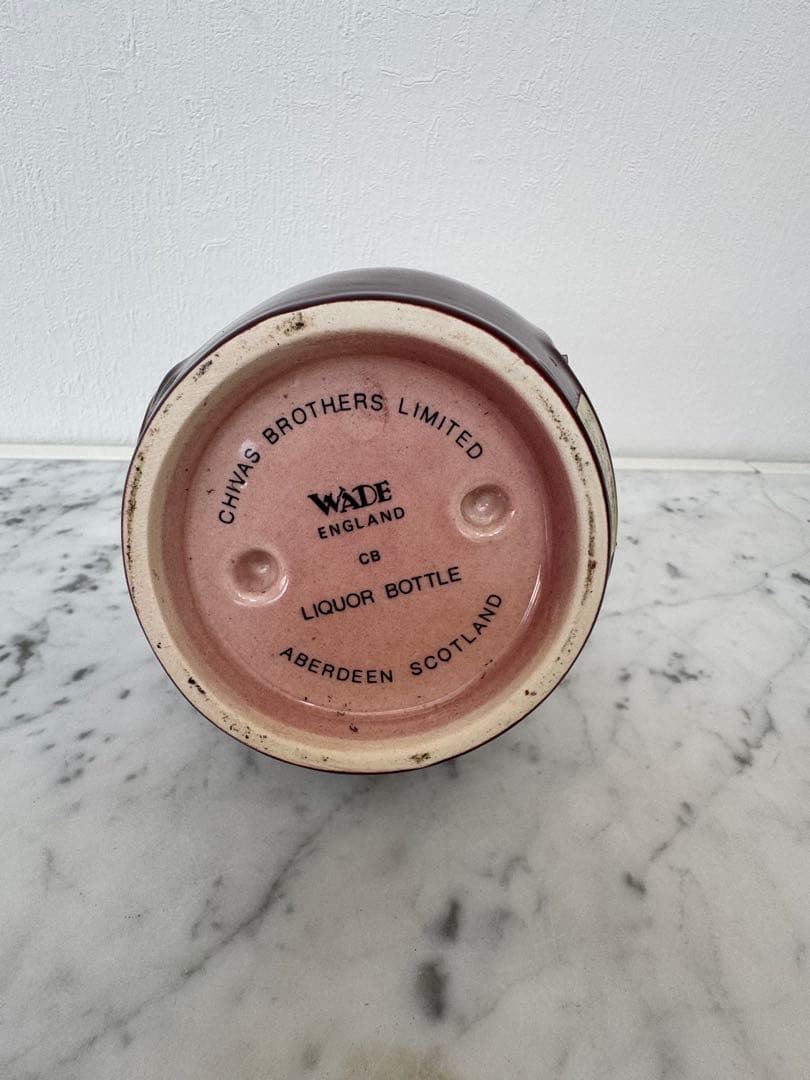 CHIVAS BROTHERS LIMITED
WADE
ENGLAND
CB
LIQUOR BOTTLE
ABERDEEN SCOTLAND